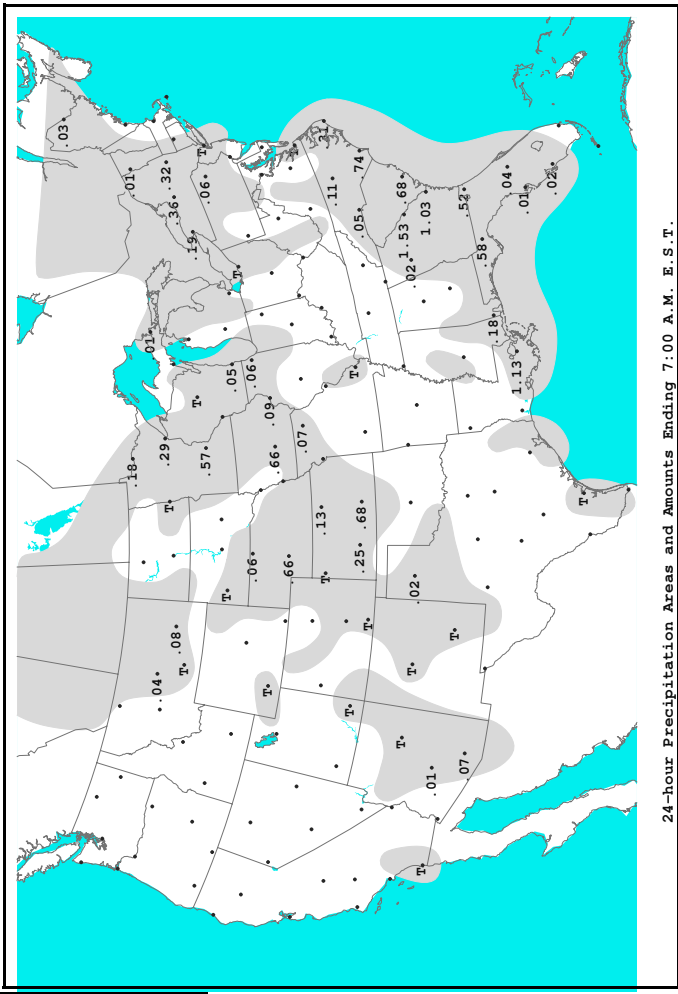 .03
.18
.01
.01
.04
.29
.32
T
.36
.08
T
.19
T
T
.57
.06
T
.05
T
.06
.06
T
.09
.66
.66
T
.07
.13
.31
T
.11
T
T
.74
.05
.25
.68
T
T
.68
1.53
.02
T
.02
T
1.03
.01
T
.52
.07
.58
.18
.04
1.13
.01
.02
T
24-hour Precipitation Areas and Amounts Ending 7:00 A.M. E.S.T.